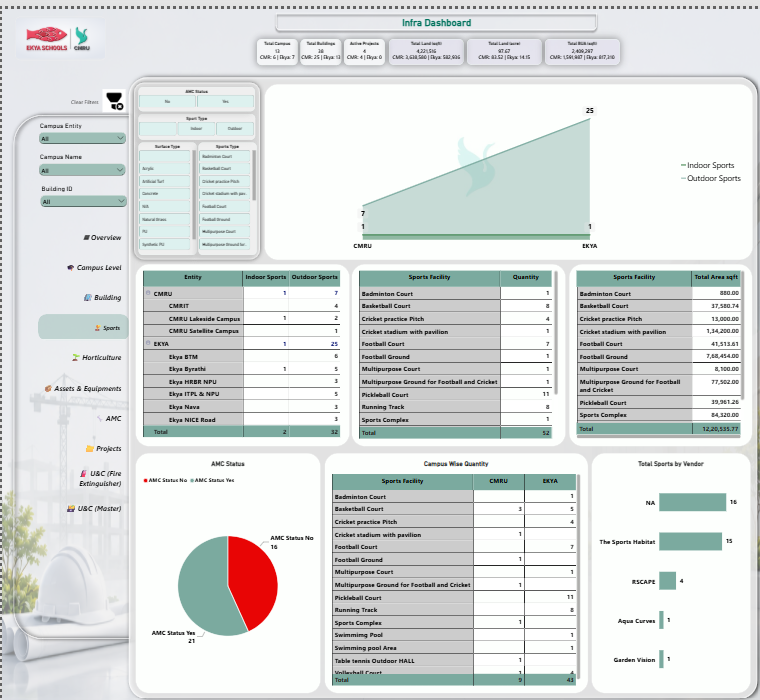 Infra Dashboard
EKYA SCHOOLS
CMRU
Total Campus
13
CMR: 6 | Ekya: 7
Total Buildings
38
CMR: 25 | Ekya: 13
Active Projects
4
CMR: 4 | Ekya: 0
Total Land (sqft)
4,221,516
CMR: 3,638,580 | Ekya: 582,936
Total Land (acre)
97.67
CMR: 83.52 | Ekya: 14.15
Total BUA (sqft)
2,409,297
CMR: 1,591,987 | Ekya: 817,310
Clear Filters
Campus Entity
All
Campus Name
All
Building ID
All
Overview
Campus Level
Building
Sports
Horticulture
Assets & Equipments
AMC
Projects
U&C (Fire
Extinguisher)
U&C (Master)
AMC Status
No Yes
Sport Type
Indoor Outdoor
Surface Type
Acrylic
Artificial Turf
Concrete
N/A
Natural Grass
PU
Synthetic PU
Sports Type
Badminton Court
Basketball Court
Cricket practice Pitch
Cricket stadium with pav..
Football Court
Football Ground
Multipurpose Court
Multipurpose Ground for..
25
7
1
1
CMRU
EKYA
Indoor Sports
Outdoor Sports
Entity Indoor Sports Outdoor Sports
CMRU 1 7
CMRIT 4
CMRU Lakeside Campus 1 2
CMRU Satellite Campus 1
EKYA 1 25
Ekya BTM 6
Ekya Byrathi 1 5
Ekya HRBR NPU 3
Ekya ITPL & NPU 5
Ekya Nava 3
Ekya NICE Road 3
Total 2 32
Sports Facility Quantity
Badminton Court 1
Basketball Court 8
Cricket practice Pitch 4
Cricket stadium with pavilion 1
Football Court 7
Football Ground 1
Multipurpose Court 1
Multipurpose Ground for Football and Cricket 1
Pickleball Court 11
Running Track 8
Sports Complex 1
Total 52
Sports Facility Total Area sqft
Badminton Court 880.00
Basketball Court 37,580.74
Cricket practice Pitch 13,000.00
Cricket stadium with pavilion 1,34,200.00
Football Court 41,513.61
Football Ground 7,68,454.00
Multipurpose Court 8,100.00
Multipurpose Ground for Football
and Cricket 77,502.00
Pickleball Court 39,961.26
Sports Complex 84,320.00
Total 12,20,535.77
AMC Status
AMC Status No AMC Status Yes
AMC Status No
16
AMC Status Yes
21
Campus Wise Quantity
Sports Facility CMRU EKYA
Badminton Court 1
Basketball Court 3 5
Cricket practice Pitch 4
Cricket stadium with pavilion 1
Football Court 7
Football Ground 1
Multipurpose Court 1
Multipurpose Ground for Football and Cricket 1
Pickleball Court 11
Running Track 8
Sports Complex 1
Swimmimg Pool 1
Swimming pool Area 1
Table tennis Outdoor HALL 1
Volleyball Court 1 4
Total 9 43
Total Sports by Vendor
NA 16
The Sports Habitat 15
RSCAPE 4
Aqua Curves 1
Garden Vision 1